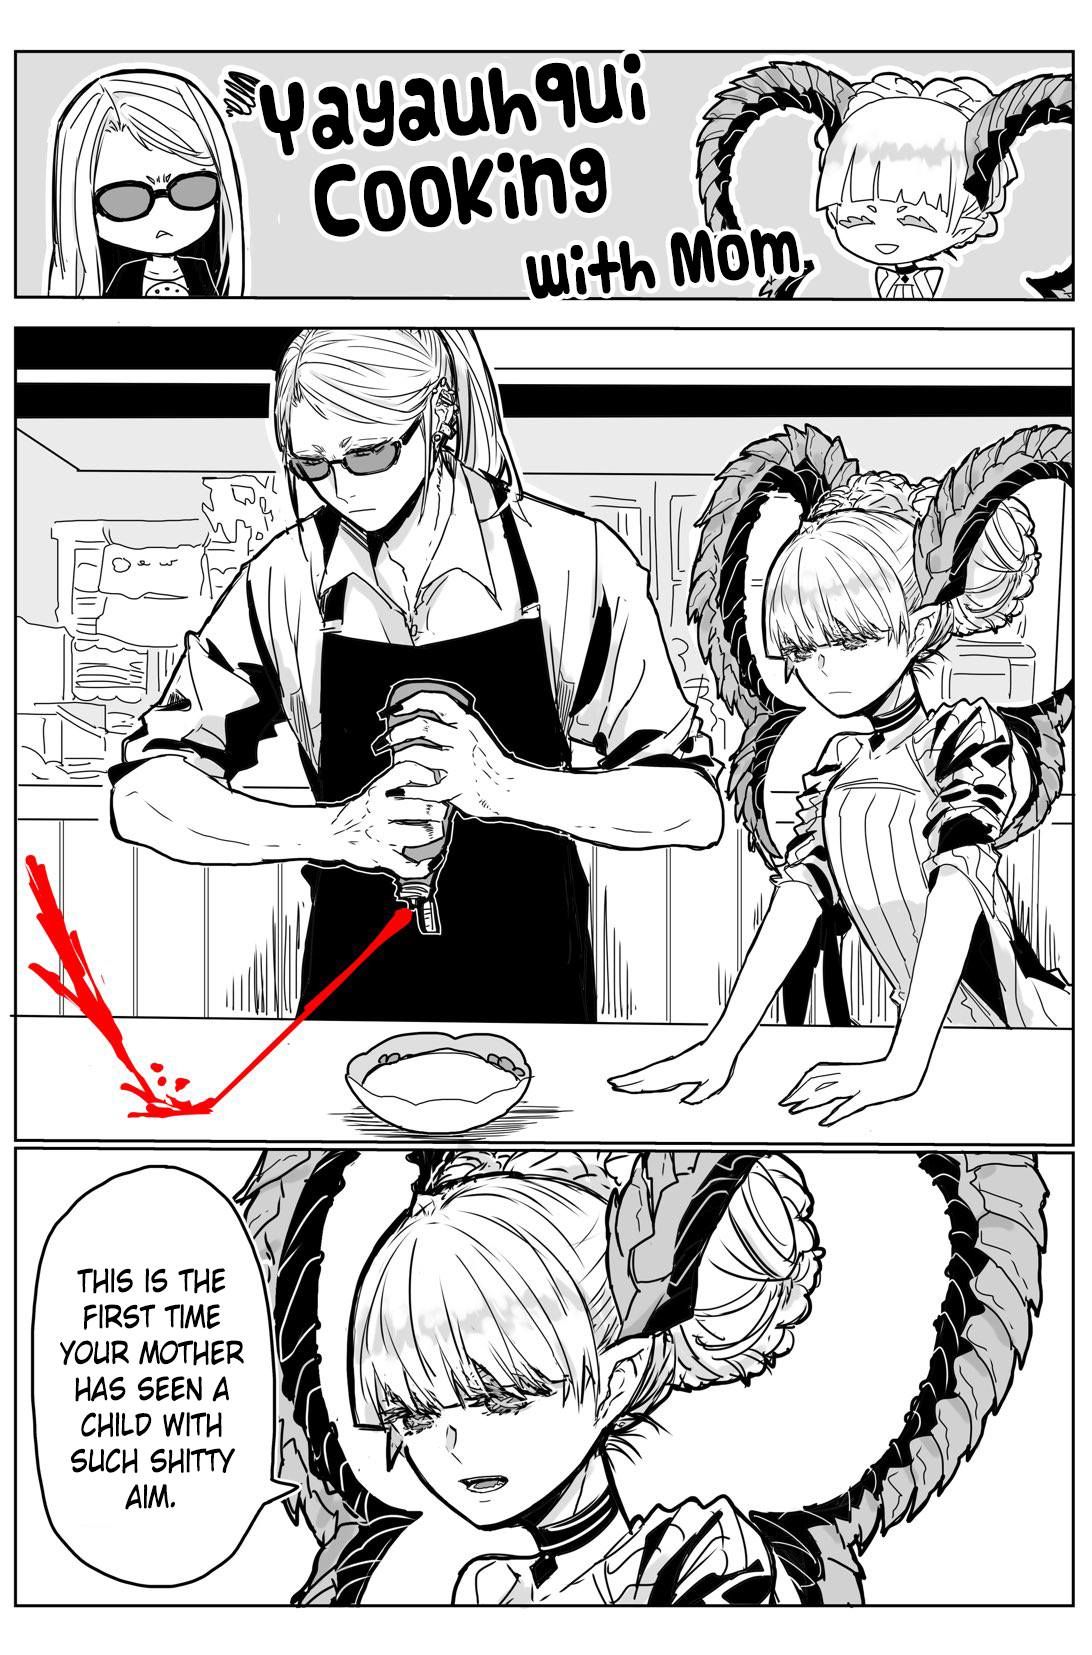 Yayauhqui
Cooking
with Mom.
THIS IS THE
FIRST TIME
YOUR MOTHER
HAS SEEN A
CHILD WITH
SUCH SHITTY
AIM.